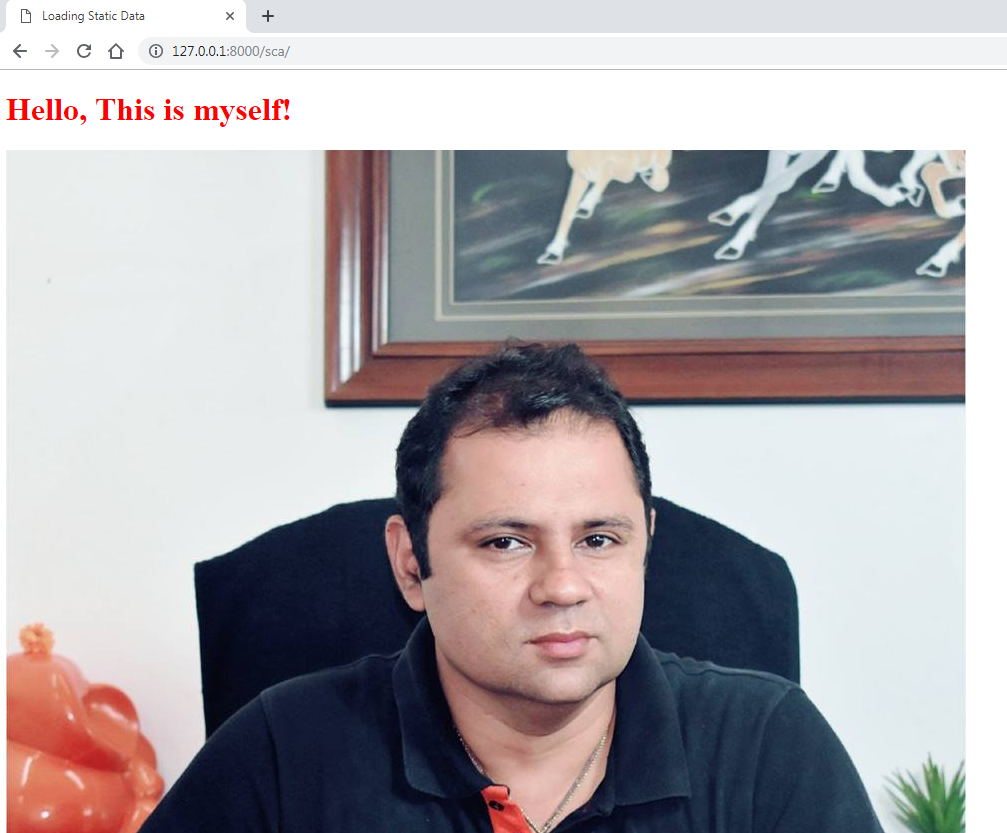 Loading Static Data
127.0.0.1:8000/sca/
Hello, This is myself!